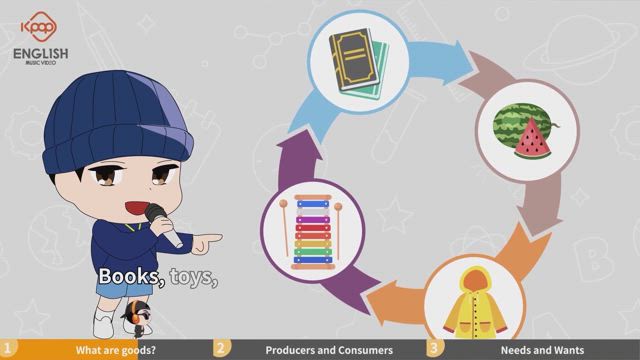 Kpop
ENGLISH
MUSIC VIDEO
Books, toys,
1 What are goods?
2 Producers and Consumers
3 Needs and Wants